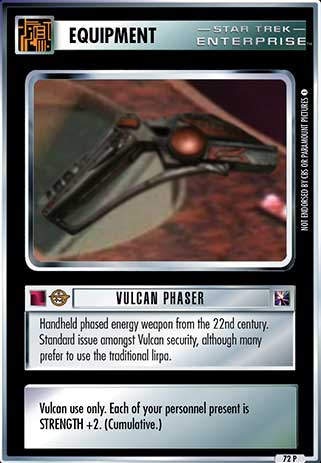 EQUIPMENT
STAR TREK
ENTERPRISE™
NOT ENDORSED BY CBS OR PARAMOUNT PICTURES
VULCAN PHASER
Handheld phased energy weapon from the 22nd century.
Standard issue amongst Vulcan security, although many
prefer to use the traditional lirpa.
Vulcan use only. Each of your personnel present is
STRENGTH +2. (Cumulative.)
72 P